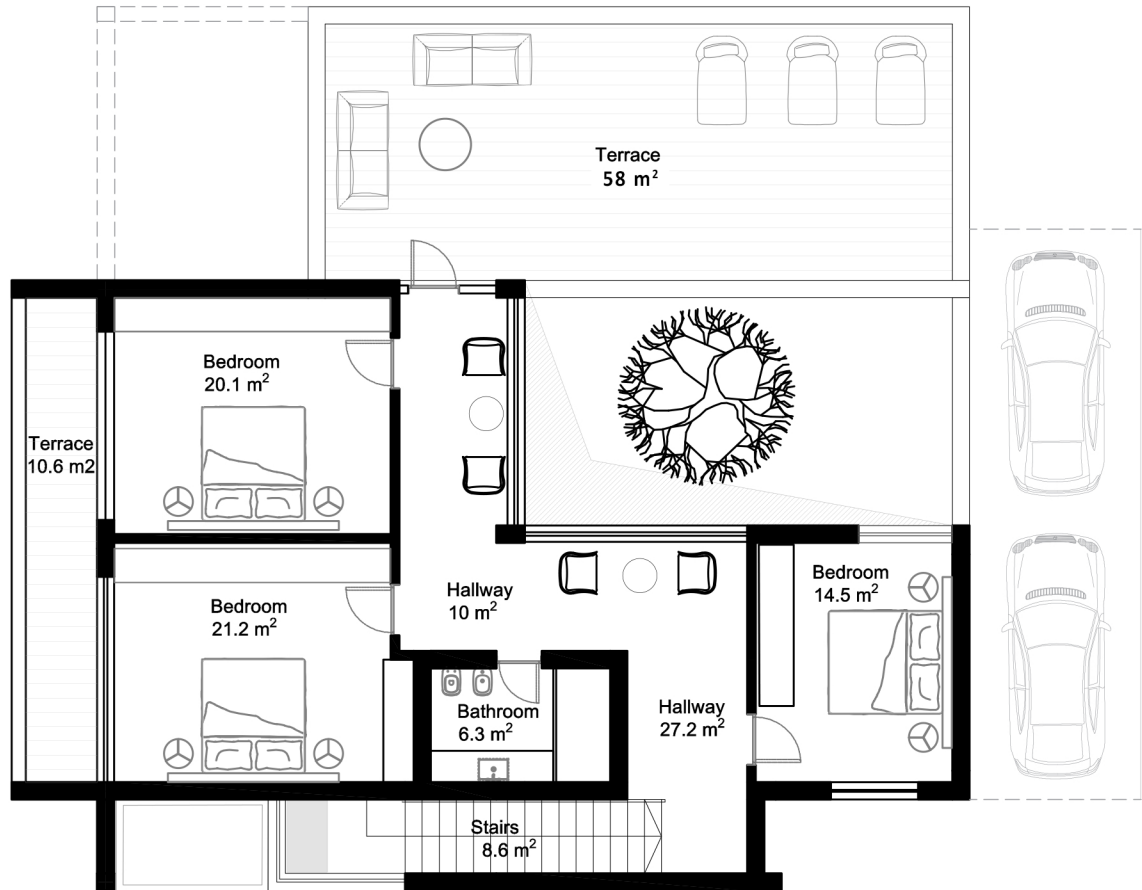 Terrace
58 m²
Bedroom
20.1 m²
Terrace
10.6 m2
Bedroom
21.2 m²
Hallway
10 m²
Bedroom
14.5 m²
Bathroom
6.3 m²
Hallway
27.2 m²
Stairs
8.6 m²